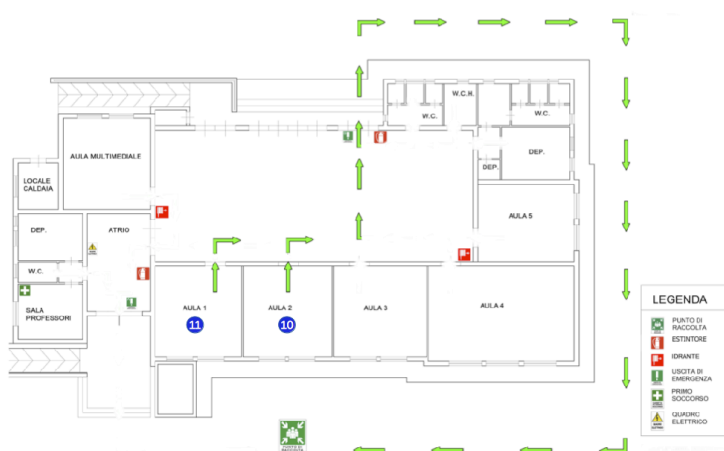 W.C.H.
W.C.
W.C.
AULA MULTIMEDIALE
DEP.
DEP.
LOCALE
CALDAIA
AULA 5
DEP.
ATRIO
W.C.
AULA 1
AULA 2
AULA 3
AULA 4
SALA
PROFESSORI
11
10
LEGENDA
PUNTO DI
RACCOLTA
ESTINTORE
IDRANTE
USCITA DI
EMERGENZA
PRIMO
SOCCORSO
QUADRO
ELETTRICO